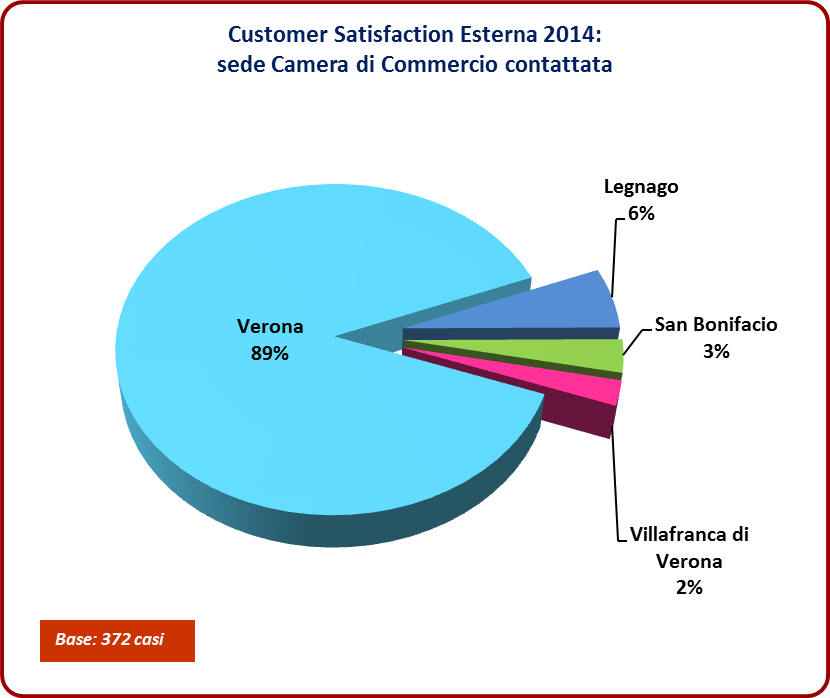 Customer Satisfaction Esterna 2014:
sede Camera di Commercio contattata
Legnago
6%
Verona
89%
San Bonifacio
3%
Villafranca di
Verona
2%
Base: 372 casi